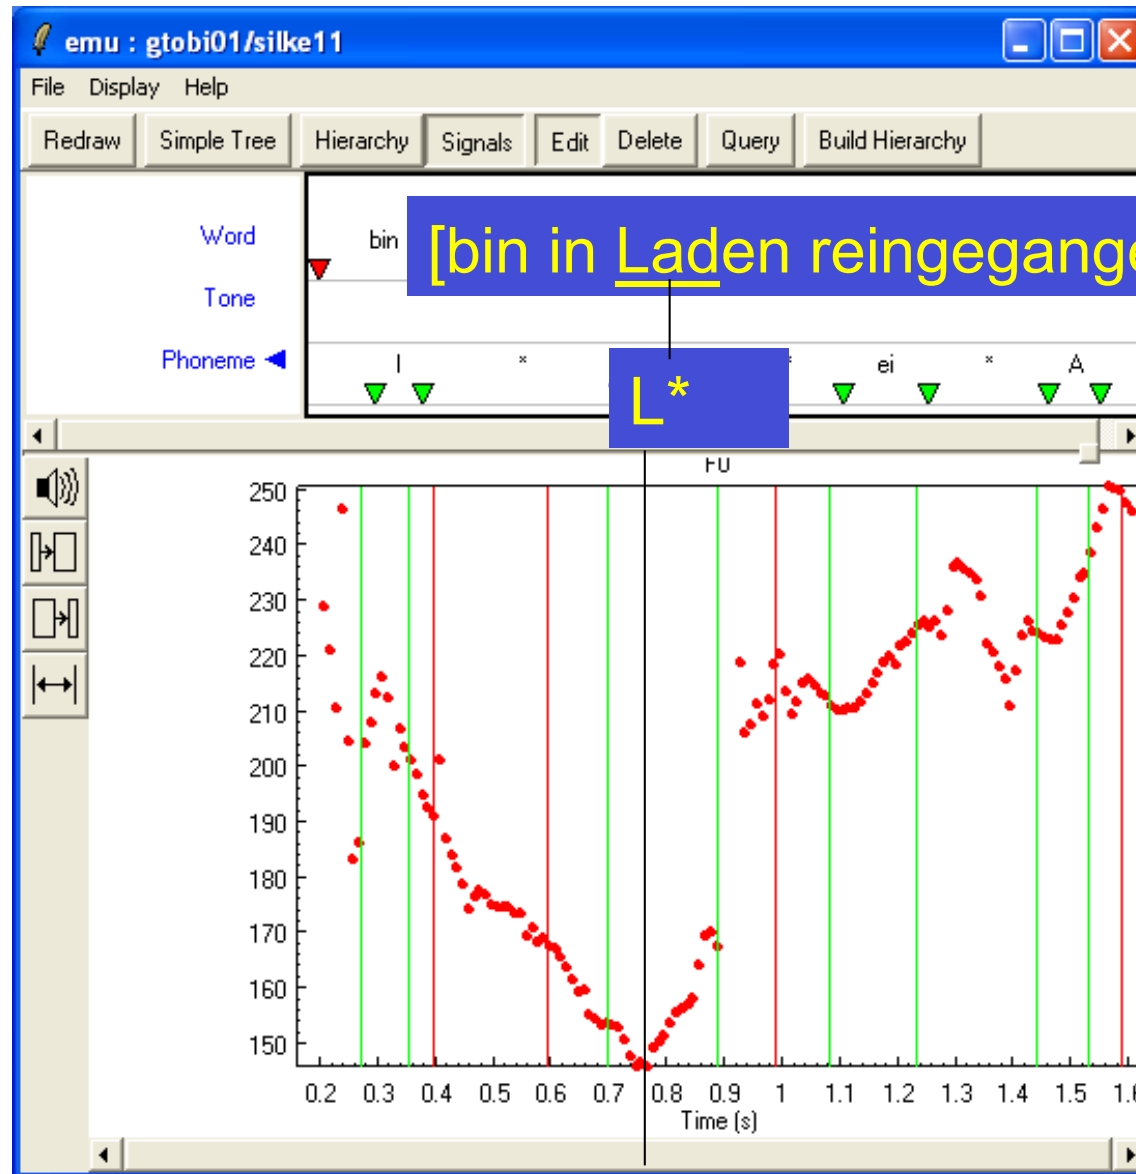 emu : gtobi01/silke11
File Display Help
Redraw Simple Tree Hierarchy Signals Edit Delete Query Build Hierarchy
Word bin [bin in Laden reingegange
Tone
Phoneme I * * ei * A
L*
F0
250
240
230
220
210
200
190
180
170
160
150
0.2 0.3 0.4 0.5 0.6 0.7 0.8 0.9 1 1.1 1.2 1.3 1.4 1.5 1.6
Time (s)